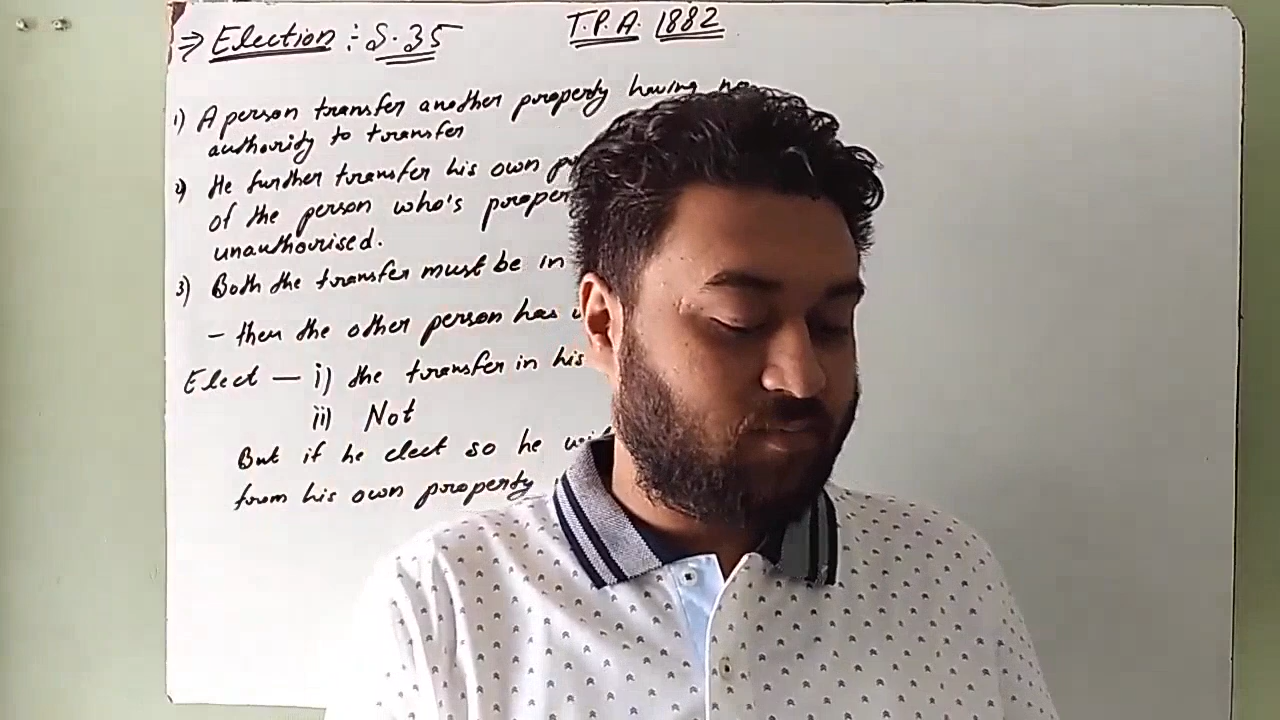 ⇒ Election :- S.35
T.P.A. 1882
1) A person transfer another property having no
authority to transfer
2) He further transfer his own
of the person who's
unauthorised.
3) Both the transfer must be in
- then the other person has
Elect — i) the transfer in his
ii) Not
But if he elect so he
from his own property